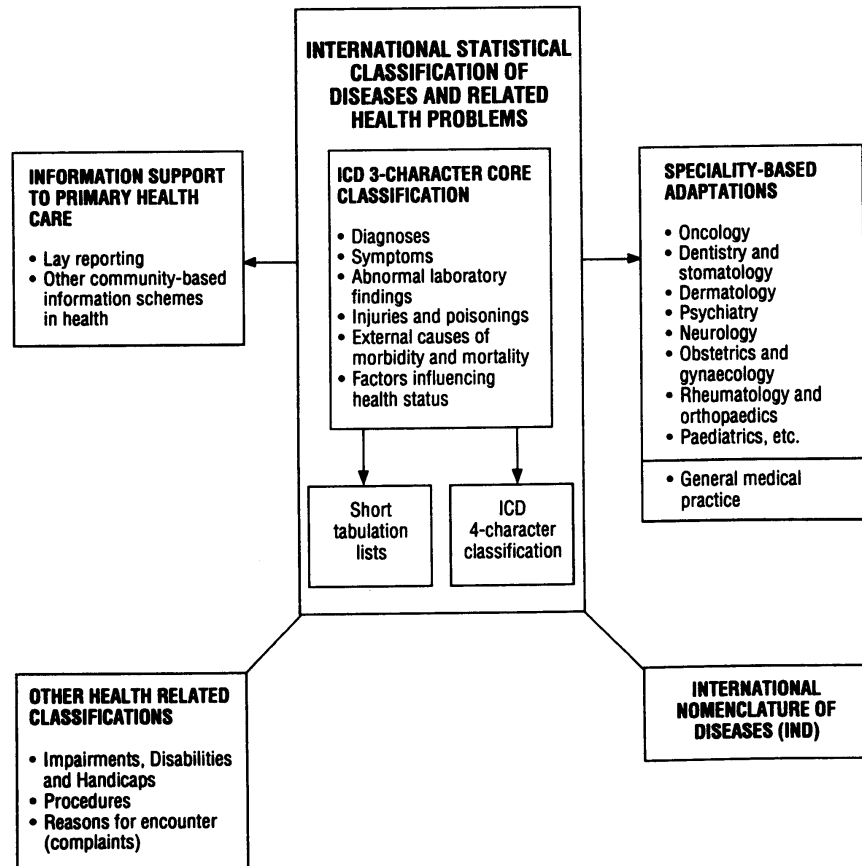 INTERNATIONAL STATISTICAL
CLASSIFICATION OF
DISEASES AND RELATED
HEALTH PROBLEMS
INFORMATION SUPPORT
TO PRIMARY HEALTH
CARE
• Lay reporting
• Other community-based
information schemes
in health
ICD 3-CHARACTER CORE
CLASSIFICATION
• Diagnoses
• Symptoms
• Abnormal laboratory
findings
• Injuries and poisonings
• External causes of
morbidity and mortality
• Factors influencing
health status
SPECIALITY-BASED
ADAPTATIONS
• Oncology
• Dentistry and
stomatology
• Dermatology
• Psychiatry
• Neurology
• Obstetrics and
gynaecology
• Rheumatology and
orthopaedics
• Paediatrics, etc.
• General medical
practice
Short
tabulation
lists
ICD
4-character
classification
OTHER HEALTH RELATED
CLASSIFICATIONS
• Impairments, Disabilities
and Handicaps
• Procedures
• Reasons for encounter
(complaints)
INTERNATIONAL
NOMENCLATURE OF
DISEASES (IND)